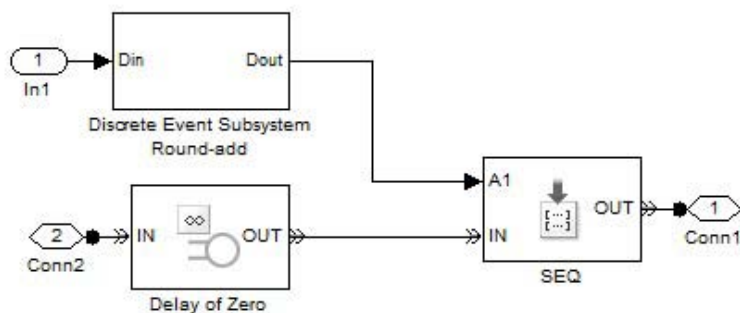 1
In1
Din
Dout
Discrete Event Subsystem
Round-add
2
Conn2
IN
OUT
Delay of Zero
A1
IN
[...]
[...]
OUT
SEQ
1
Conn1